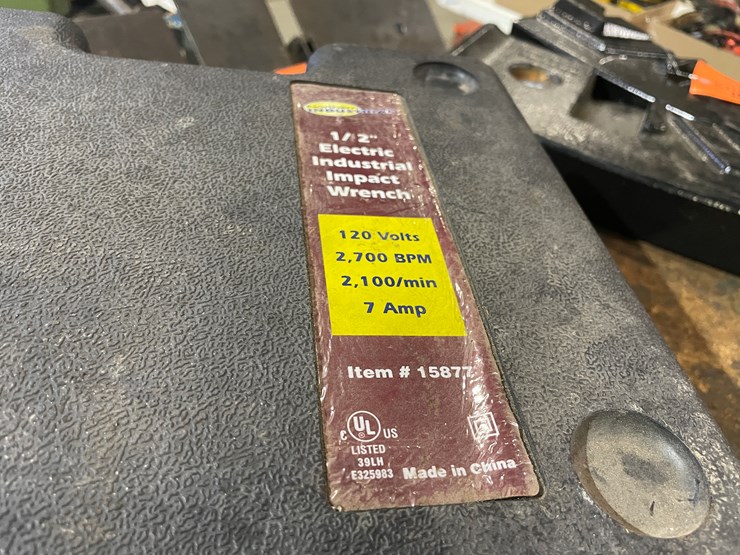 1/2"
Electric
Industrial
Impact
Wrench
120 Volts
2,700 BPM
2,100/min
7 Amp
Item # 15877
c UL US
LISTED
39LH
E325983
Made in China